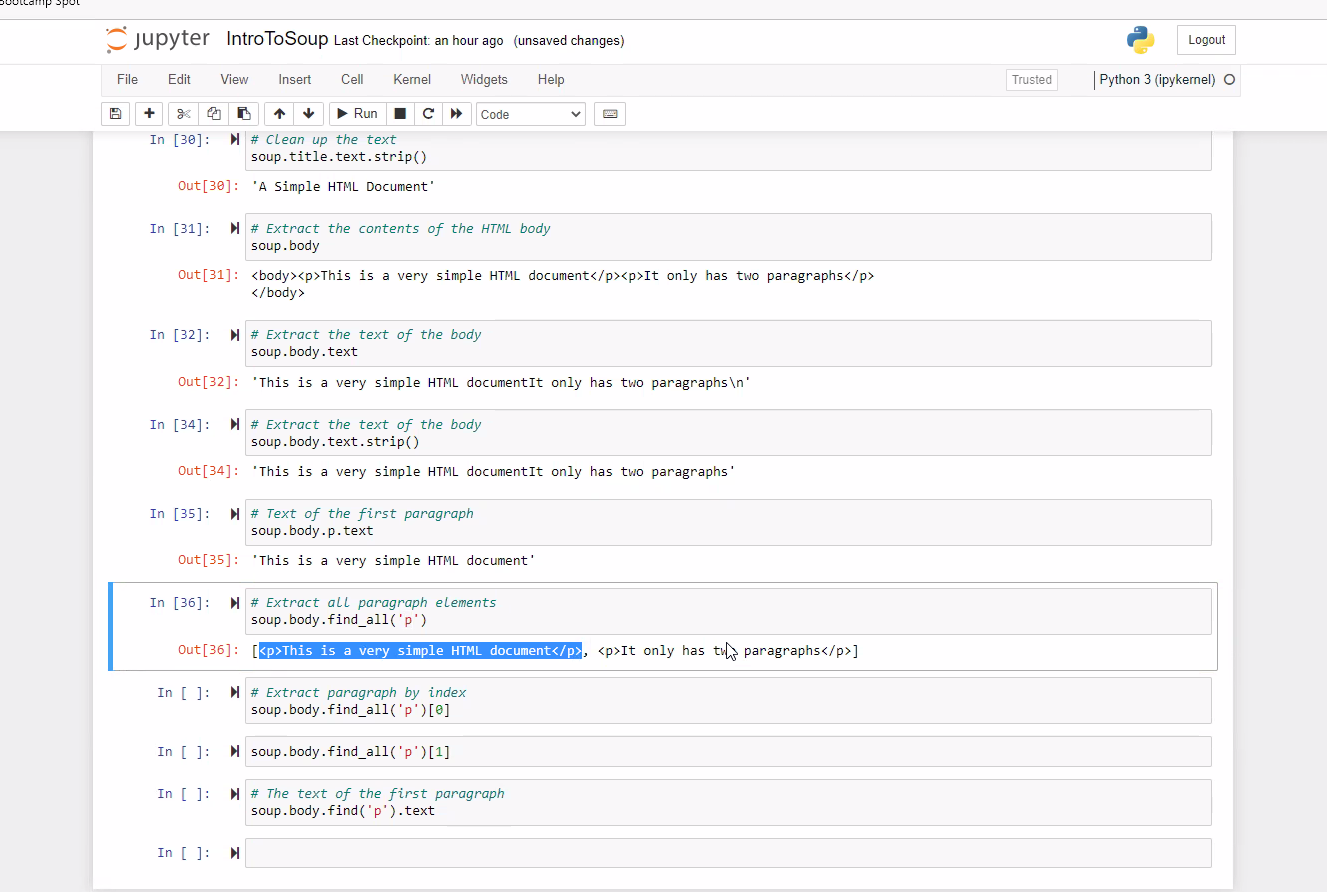 Bootcamp Spot
jupyter IntroToSoup Last Checkpoint: an hour ago (unsaved changes) Logout
File Edit View Insert Cell Kernel Widgets Help Trusted Python 3 (ipykernel)
Run Code
In [30]: # Clean up the text
soup.title.text.strip()
Out[30]: 'A Simple HTML Document'
In [31]: # Extract the contents of the HTML body
soup.body
Out[31]: <body><p>This is a very simple HTML document</p><p>It only has two paragraphs</p>
</body>
In [32]: # Extract the text of the body
soup.body.text
Out[32]: 'This is a very simple HTML documentIt only has two paragraphs\n'
In [34]: # Extract the text of the body
soup.body.text.strip()
Out[34]: 'This is a very simple HTML documentIt only has two paragraphs'
In [35]: # Text of the first paragraph
soup.body.p.text
Out[35]: 'This is a very simple HTML document'
In [36]: # Extract all paragraph elements
soup.body.find_all('p')
Out[36]: [<p>This is a very simple HTML document</p>, <p>It only has two paragraphs</p>]
In [ ]: # Extract paragraph by index
soup.body.find_all('p')[0]
In [ ]: soup.body.find_all('p')[1]
In [ ]: # The text of the first paragraph
soup.body.find('p').text
In [ ]: